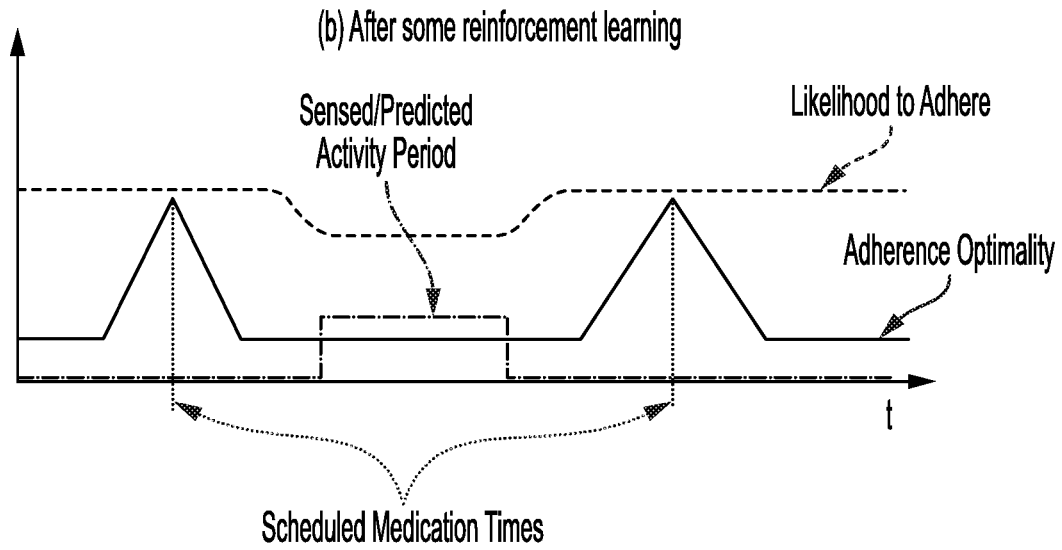 (b) After some reinforcement learning
Sensed/Predicted
Activity Period
Likelihood to Adhere
Adherence Optimality
t
Scheduled Medication Times